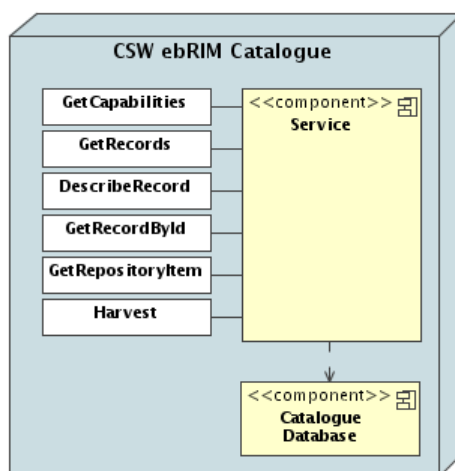 CSW ebRIM Catalogue
GetCapabilities
GetRecords
DescribeRecord
GetRecordById
GetRepositoryItem
Harvest
<<component>>
Service
<<component>>
Catalogue
Database